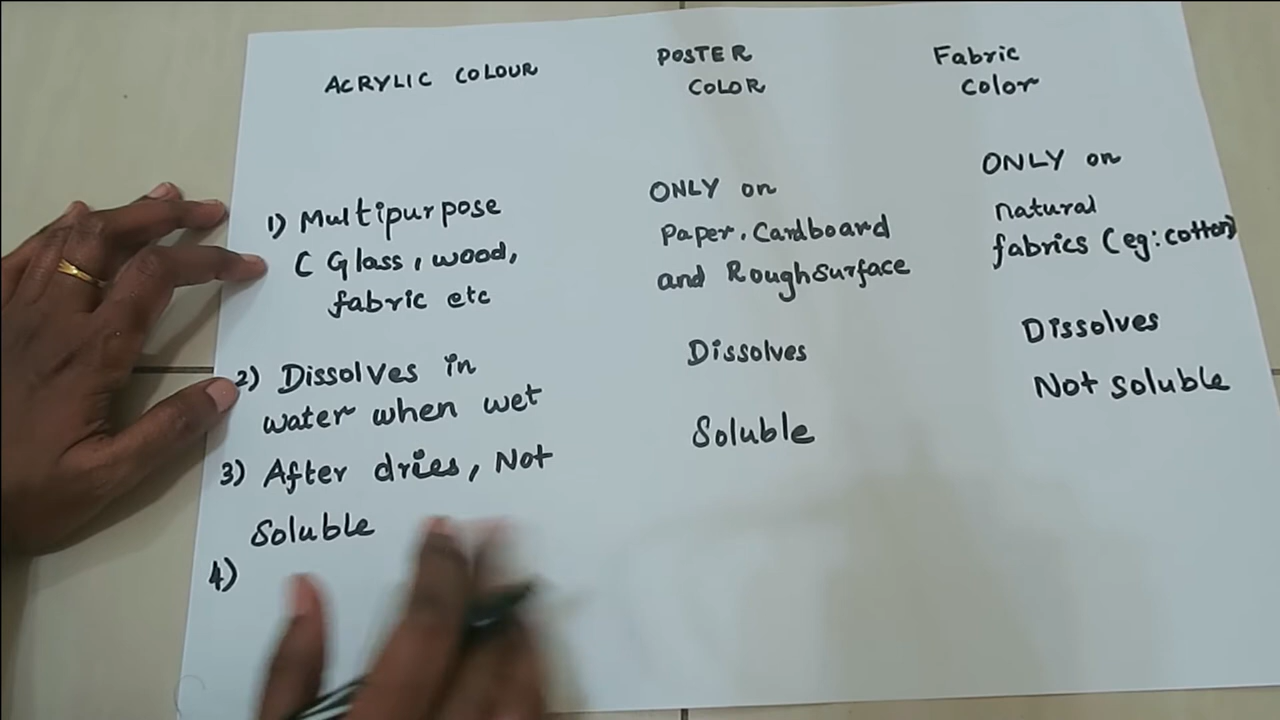 ACRYLIC COLOUR
1) Multipurpose
( Glass, wood,
fabric etc
2) Dissolves in
water when wet
3) After dries, Not
Soluble
4)
POSTER
COLOR
ONLY on
Paper, Cardboard
and Rough surface
Dissolves
Soluble
Fabric
Color
ONLY on
natural
fabrics (eg: cotton)
Dissolves
Not soluble